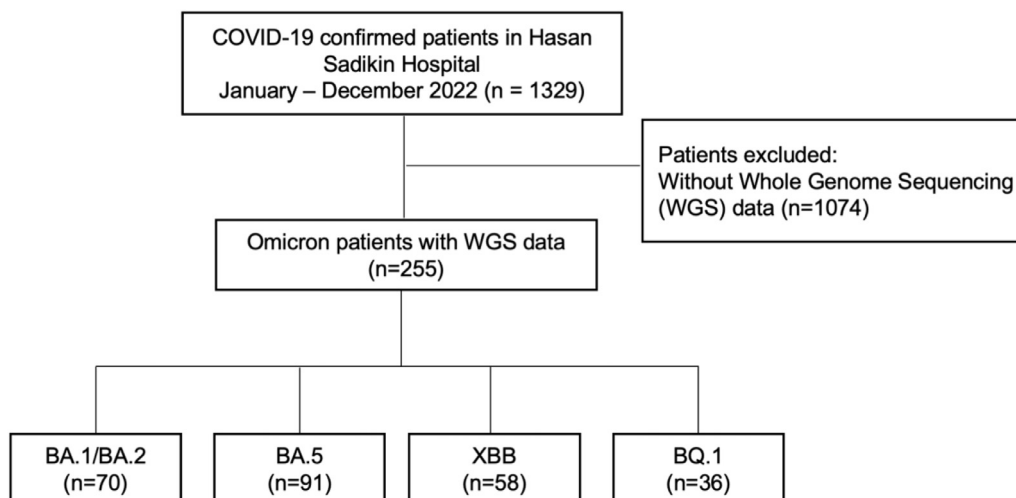 COVID-19 confirmed patients in Hasan
Sadikin Hospital
January – December 2022 (n = 1329)
Patients excluded:
Without Whole Genome Sequencing
(WGS) data (n=1074)
Omicron patients with WGS data
(n=255)
BA.1/BA.2
(n=70)
BA.5
(n=91)
XBB
(n=58)
BQ.1
(n=36)